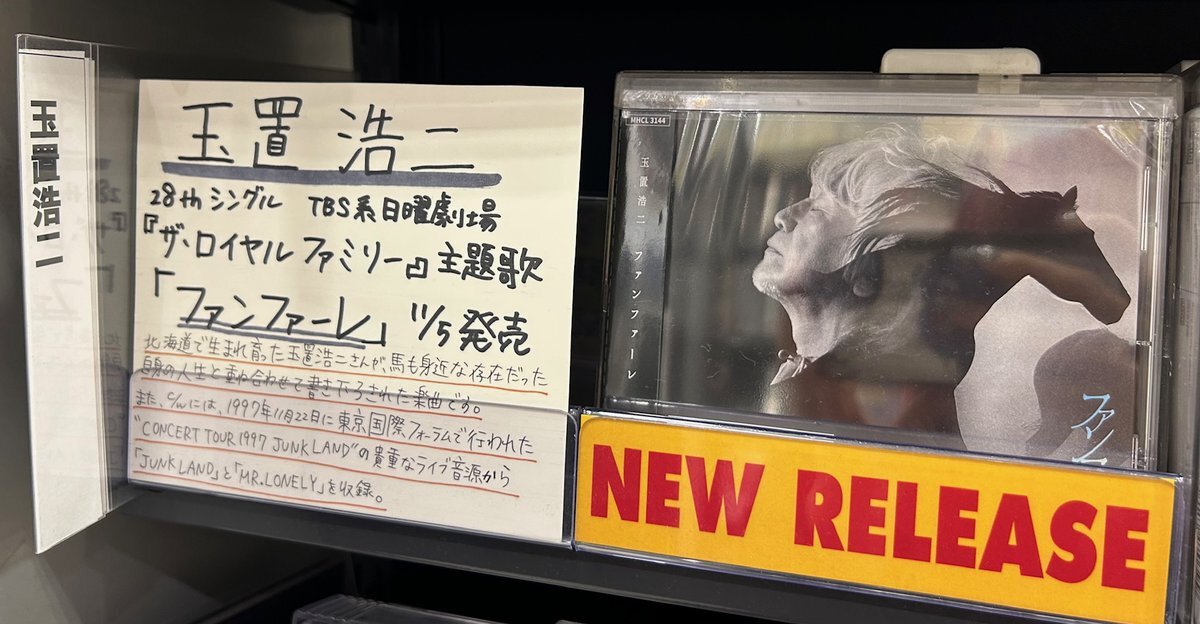 玉置浩二
玉置 浩二
28thシングル TBS系日曜劇場
『ザ・ロイヤルファミリー』主題歌
「ファンファーレ」11/5発売
北海道で生まれ育った玉置浩二さんが、馬も身近な存在だった
自身の人生と重ね合わせて書き下ろされた楽曲です。
また、C/Wには、1997年11月22日に東京国際フォーラムで行われた
"CONCERT TOUR 1997 JUNK LAND"の貴重なライブ音源から
「JUNK LAND」と「MR.LONELY」を収録。
MHCL 3144
玉置浩二 ファンファーレ
ファン
NEW RELEASE